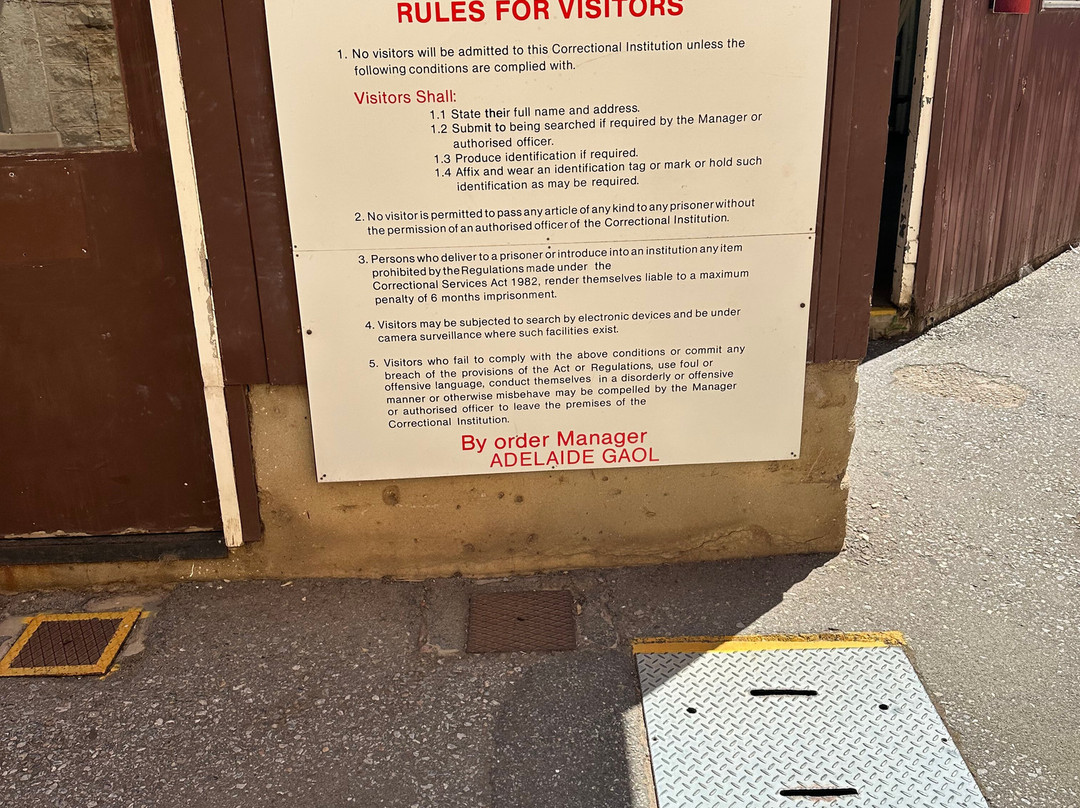 RULES FOR VISITORS
1. No visitors will be admitted to this Correctional Institution unless the
following conditions are complied with.
Visitors Shall:
1.1 State their full name and address.
1.2 Submit to being searched if required by the Manager or
authorised officer.
1.3 Produce identification if required.
1.4 Affix and wear an identification tag or mark or hold such
identification as may be required.
2. No visitor is permitted to pass any article of any kind to any prisoner without
the permission of an authorised officer of the Correctional Institution.
3. Persons who deliver to a prisoner or introduce into an institution any item
prohibited by the Regulations made under the
Correctional Services Act 1982, render themselves liable to a maximum
penalty of 6 months imprisonment.
4. Visitors may be subjected to search by electronic devices and be under
camera surveillance where such facilities exist.
5. Visitors who fail to comply with the above conditions or commit any
breach of the provisions of the Act or Regulations, use foul or
offensive language, conduct themselves in a disorderly or offensive
manner or otherwise misbehave may be compelled by the Manager
or authorised officer to leave the premises of the
Correctional Institution.
By order Manager
ADELAIDE GAOL